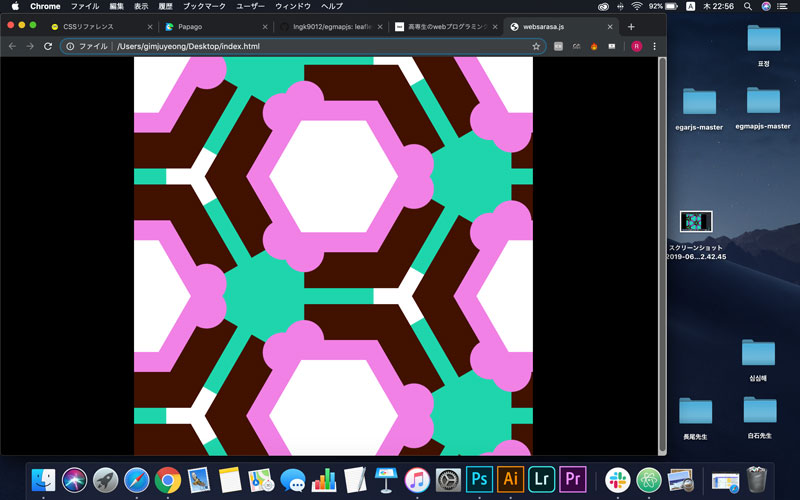 Chrome ファイル 編集 表示 履歴 ブックマーク ユーザー ウィンドウ ヘルプ 92% A 木 22:56
CSSリファレンス Papago lngk9012/egmapjs: leafle 高専生のwebプログラミング websarasa.js
ファイル | /Users/gimjuyeong/Desktop/index.html R
표정
egarjs-master
egmapjs-master
スクリーンショット
2019-06...2.42.45
심심해
長尾先生
白石先生
Ps Ai Lr Pr